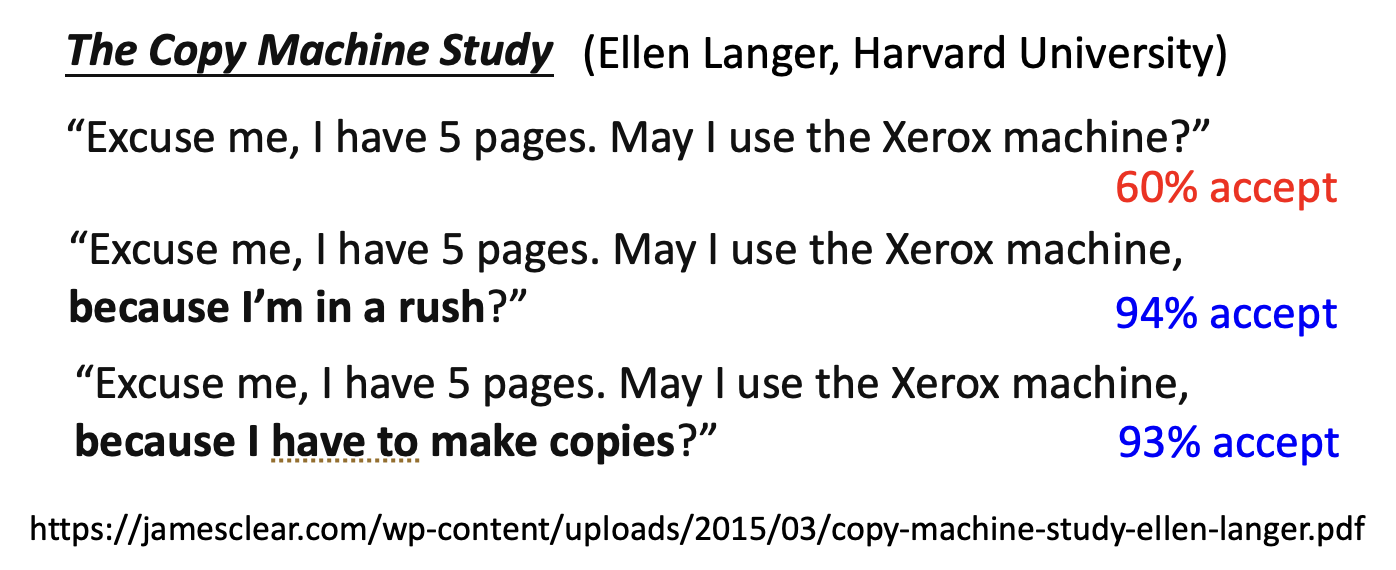 The Copy Machine Study (Ellen Langer, Harvard University)
“Excuse me, I have 5 pages. May I use the Xerox machine?”
60% accept
“Excuse me, I have 5 pages. May I use the Xerox machine,
because I’m in a rush?” 94% accept
“Excuse me, I have 5 pages. May I use the Xerox machine,
because I have to make copies?” 93% accept
https://jamesclear.com/wp-content/uploads/2015/03/copy-machine-study-ellen-langer.pdf